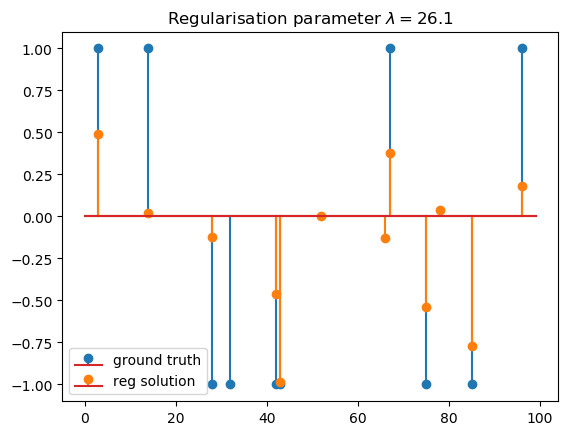 Regularisation parameter λ = 26.1
1.00
0.75
0.50
0.25
0.00
−0.25
−0.50
−0.75
−1.00
ground truth
reg solution
0 20 40 60 80 100